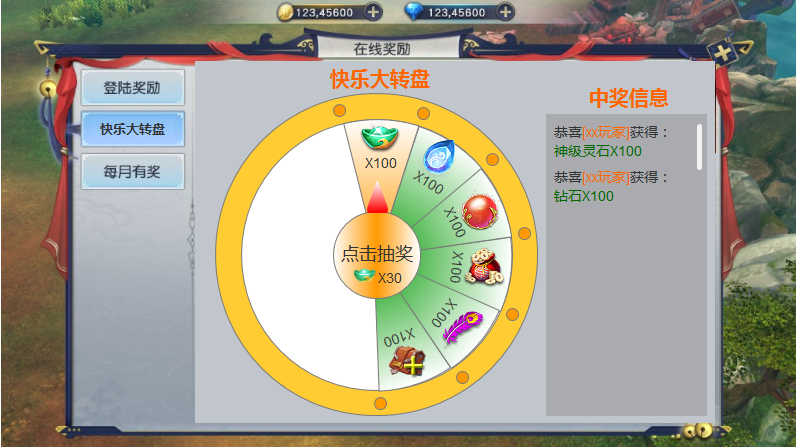 123,45600
123,45600
在线奖励
登陆奖励
快乐大转盘
每月有奖
快乐大转盘
X100
X100
X100
X100
X100
X100
点击抽奖
X30
中奖信息
恭喜[xx玩家]获得：
神级灵石X100
恭喜[xx玩家]获得：
钻石X100